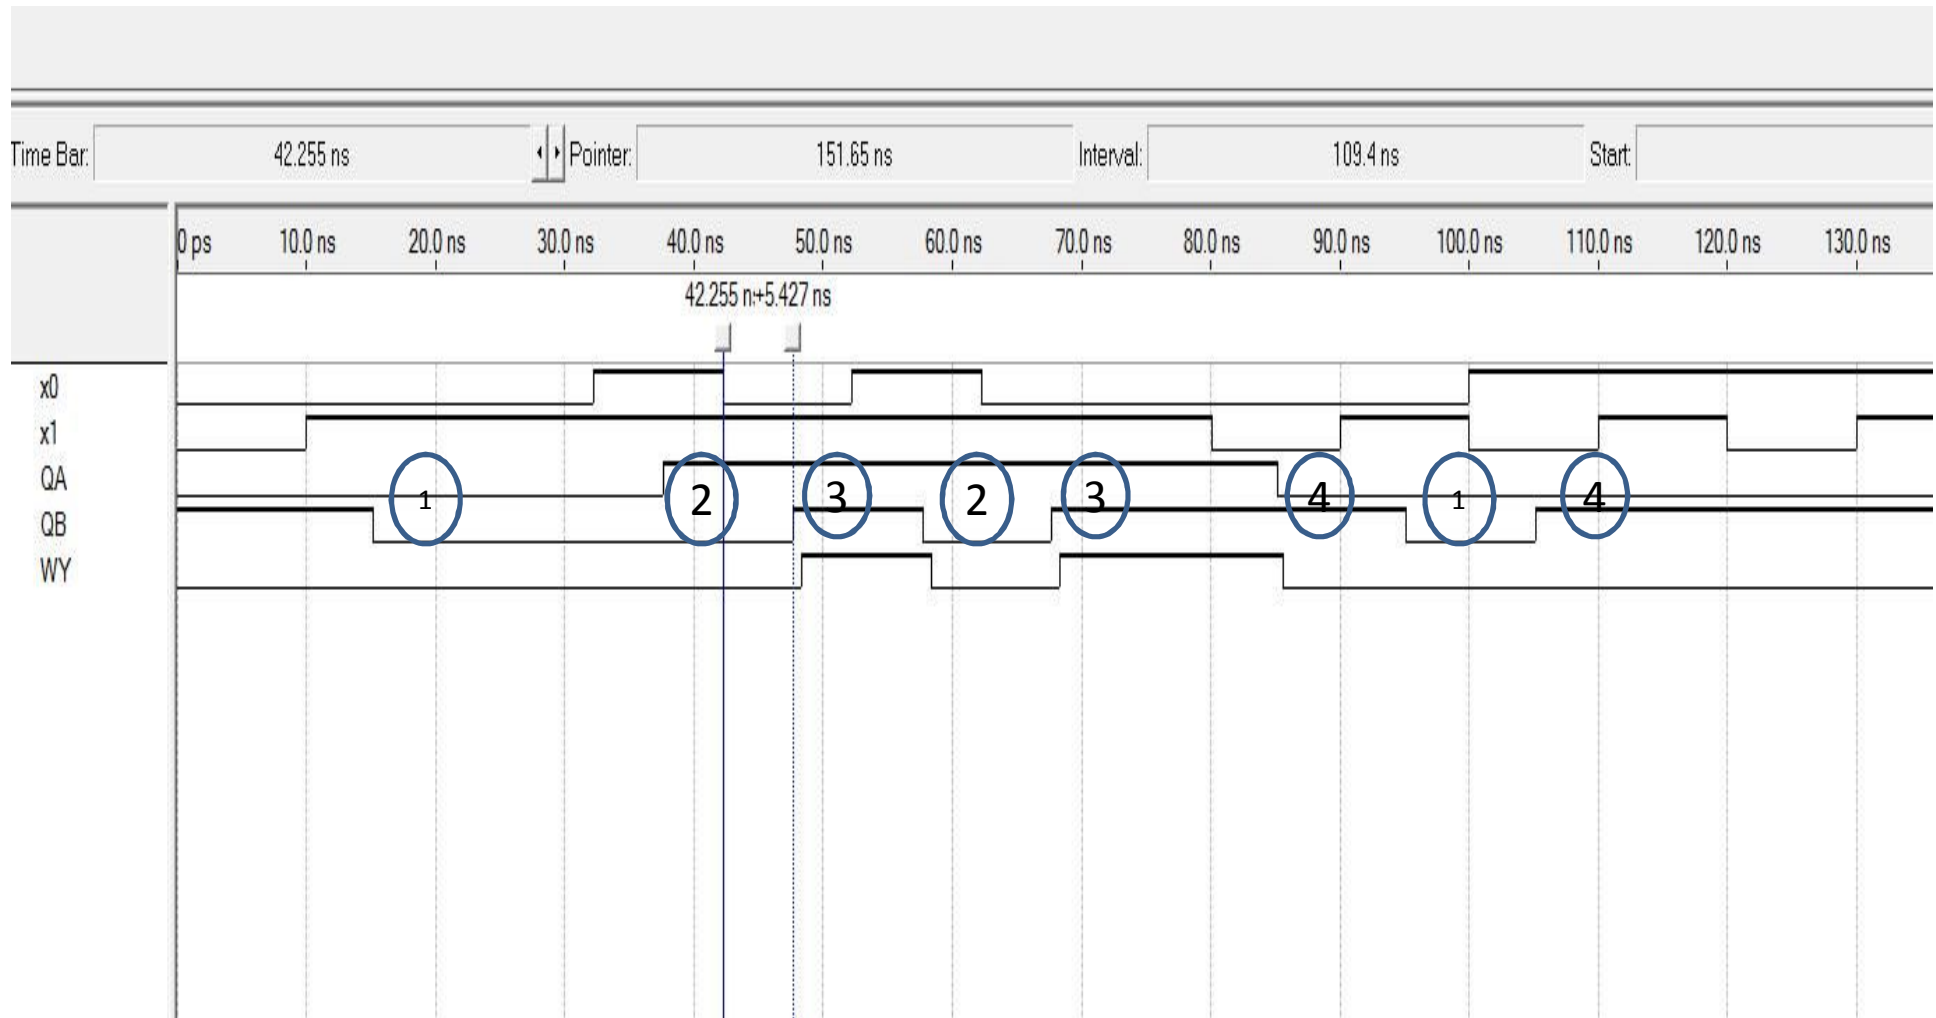 Time Bar: 42.255 ns Pointer: 151.65 ns Interval: 109.4 ns Start:
0 ps 10.0 ns 20.0 ns 30.0 ns 40.0 ns 50.0 ns 60.0 ns 70.0 ns 80.0 ns 90.0 ns 100.0 ns 110.0 ns 120.0 ns 130.0 ns
42.255 n:+5.427 ns
x0
x1
QA
1 2 3 2 3 4 1 4
QB
WY